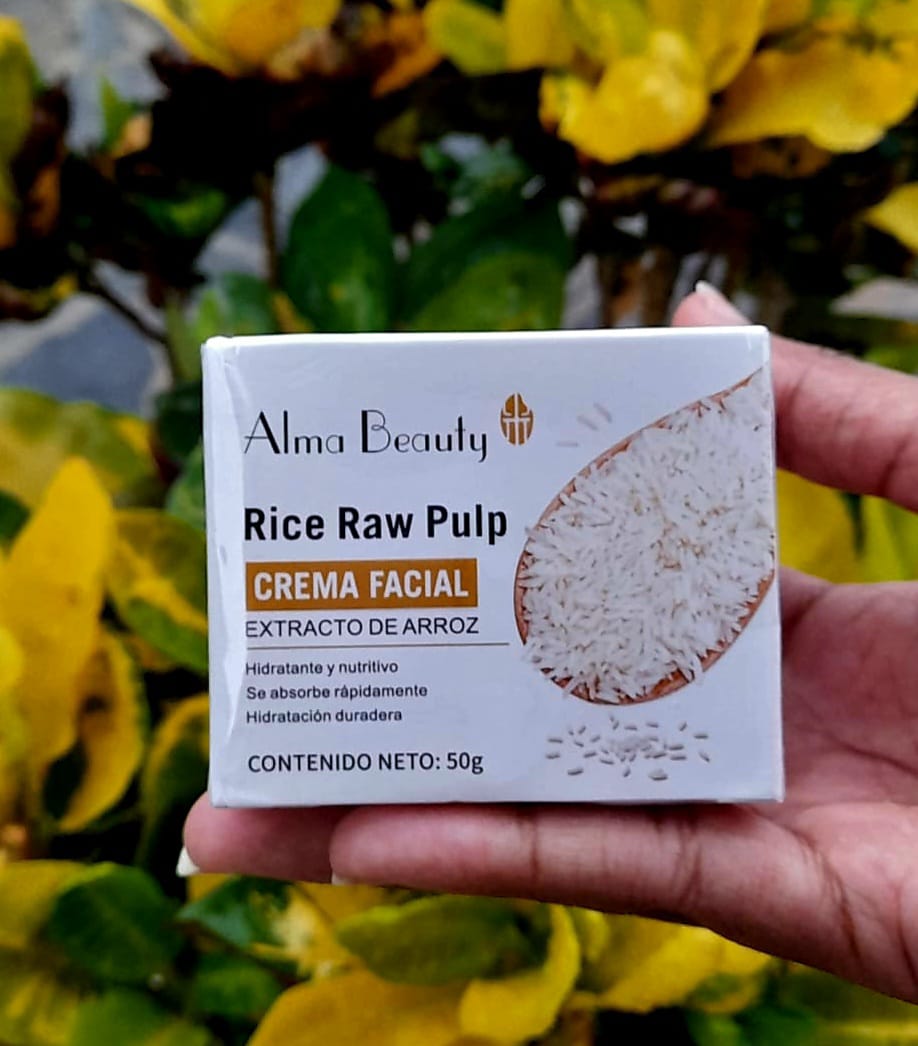 Alma Beauty
Rice Raw Pulp
CREMA FACIAL
EXTRACTO DE ARROZ
Hidratante y nutritivo
Se absorbe rápidamente
Hidratación duradera
CONTENIDO NETO: 50g